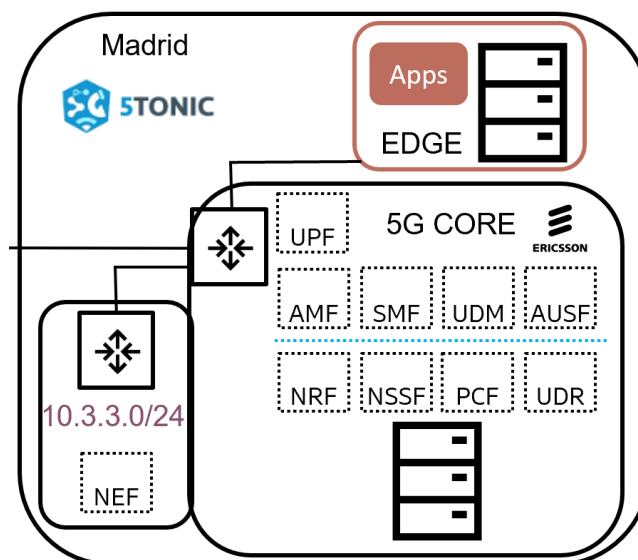 Madrid
5TONIC
Apps
EDGE
UPF
5G CORE
ERICSSON
AMF SMF UDM AUSF
NRF NSSF PCF UDR
10.3.3.0/24
NEF